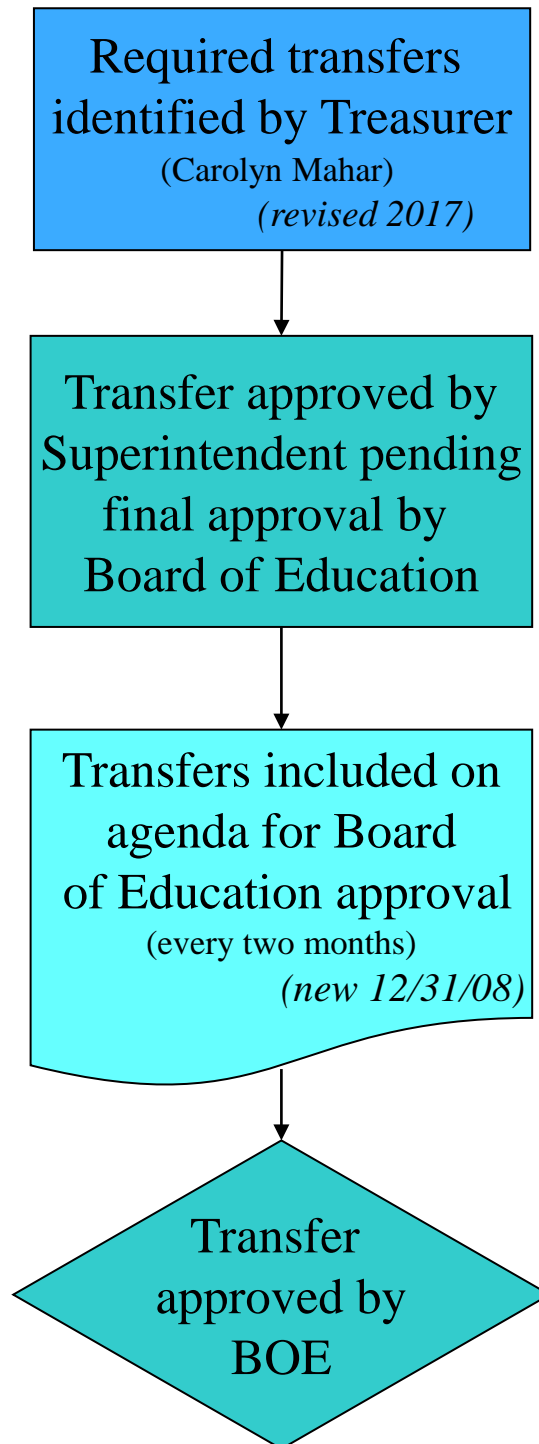 Required transfers
identified by Treasurer
(Carolyn Mahar)
(revised 2017)
Transfer approved by
Superintendent pending
final approval by
Board of Education
Transfers included on
agenda for Board
of Education approval
(every two months)
(new 12/31/08)
Transfer
approved by
BOE